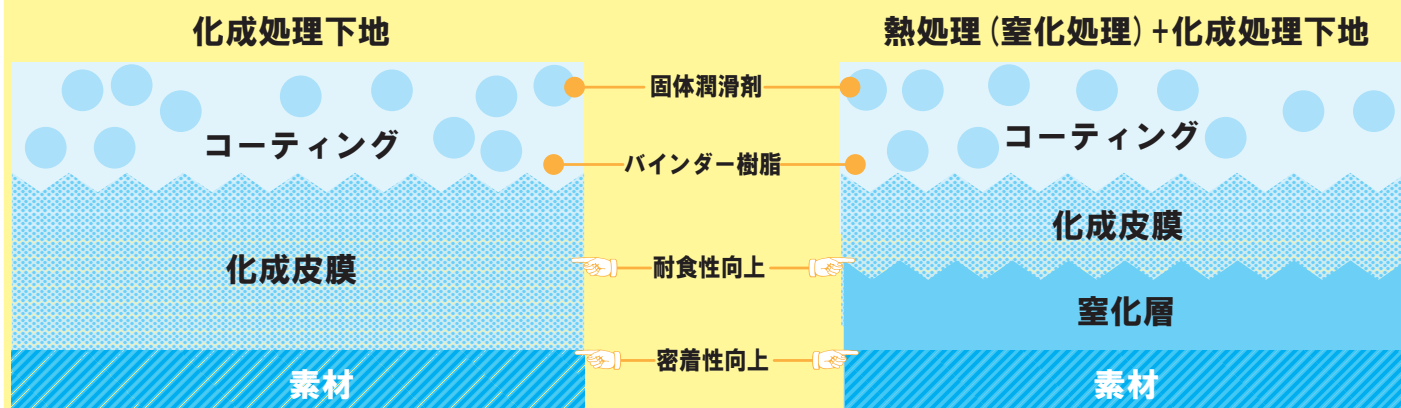 化成処理下地
熱処理(窒化処理)+化成処理下地
固体潤滑剤
コーティング
コーティング
バインダー樹脂
化成皮膜
化成皮膜
耐食性向上
窒化層
密着性向上
素材
素材